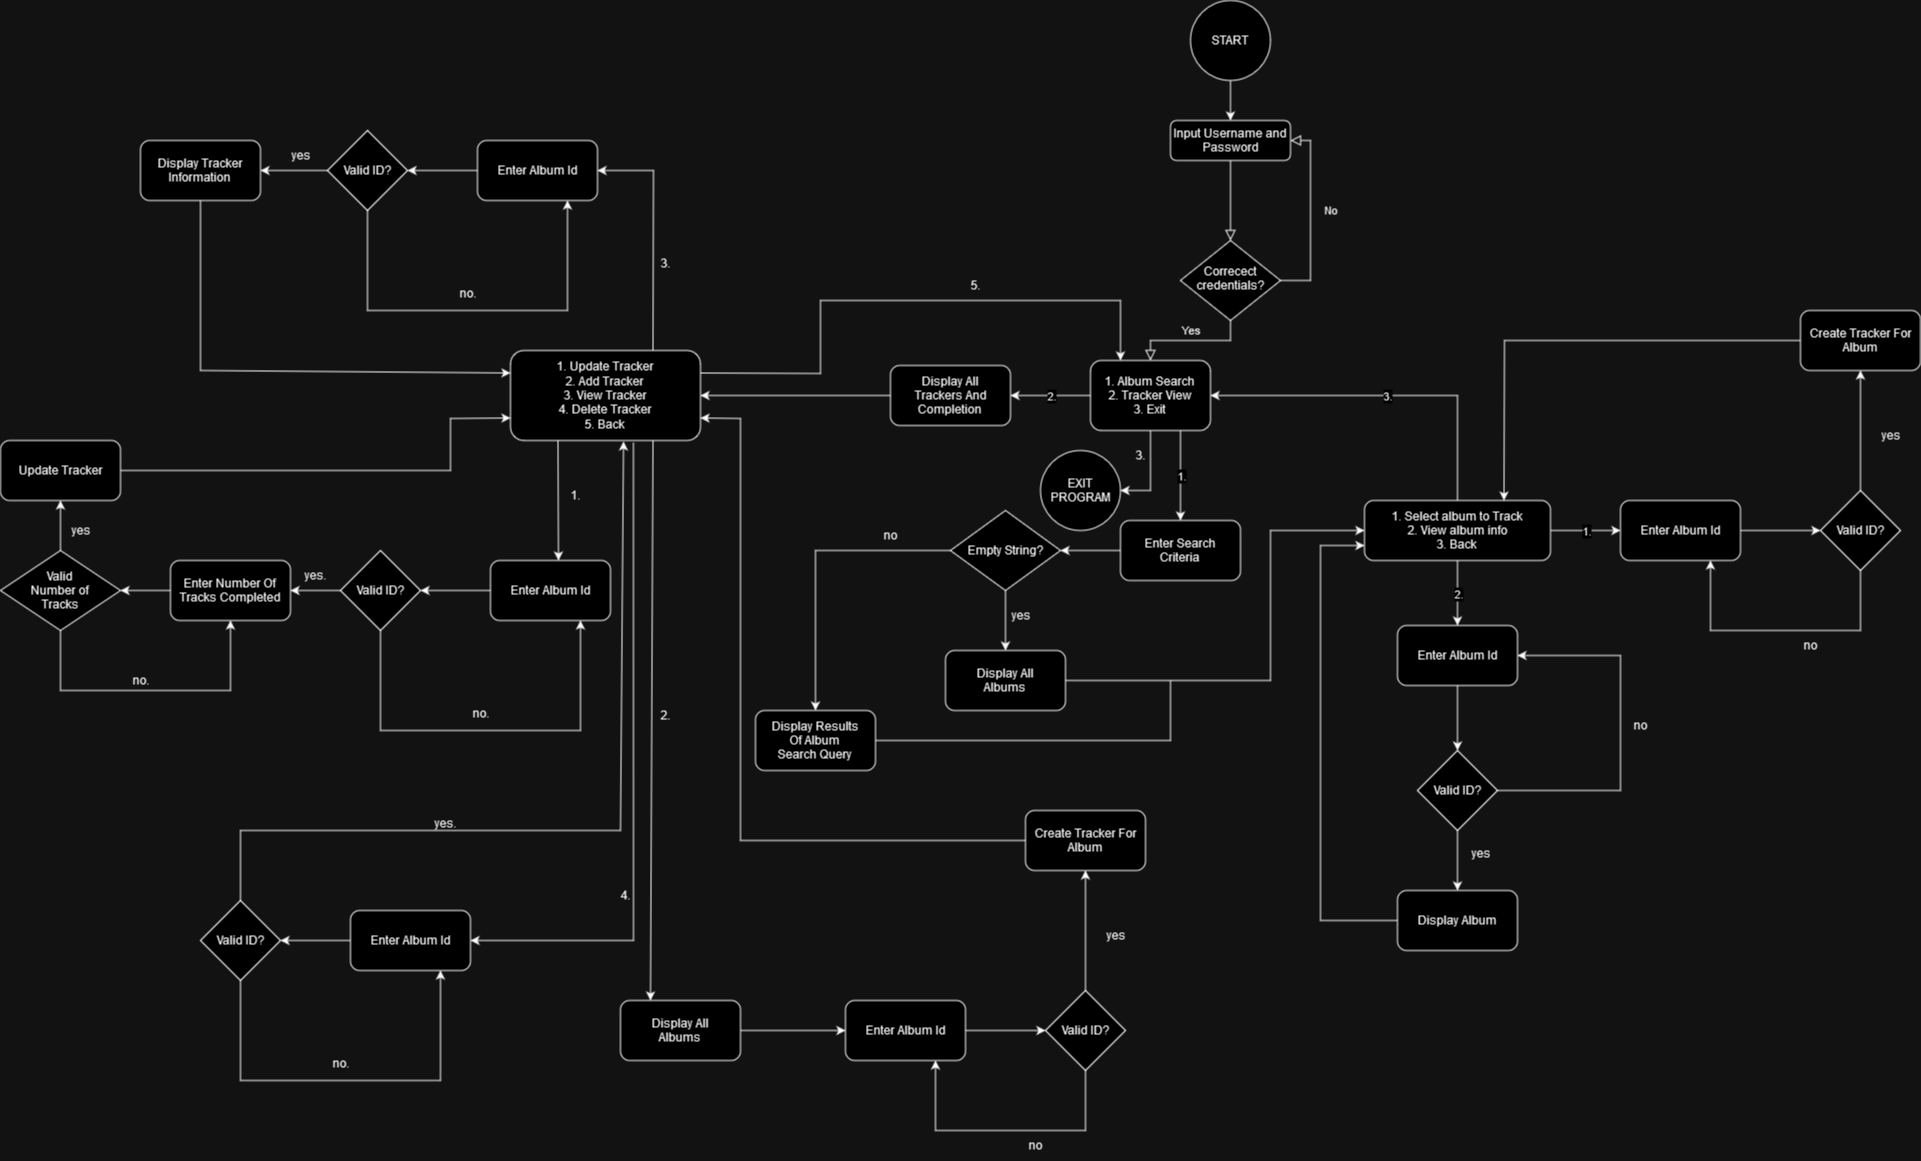 START
Input Username and
Password
No
Correcect
credentials?
Yes
Display Tracker
Information
yes
Valid ID?
Enter Album Id
no.
3.
5.
1. Update Tracker
2. Add Tracker
3. View Tracker
4. Delete Tracker
5. Back
Display All
Trackers And
Completion
2.
1. Album Search
2. Tracker View
3. Exit
3.
Create Tracker For
Album
yes
Update Tracker
yes
1.
3.
EXIT
PROGRAM
1.
1. Select album to Track
2. View album info
3. Back
1.
Enter Album Id
Valid ID?
no
Valid
Number of
Tracks
Enter Number Of
Tracks Completed
yes.
Valid ID?
Enter Album Id
no.
no.
no
Empty String?
Enter Search
Criteria
yes
Display All
Albums
Display Results
Of Album
Search Query
2.
2.
Enter Album Id
no
Valid ID?
yes
Display Album
yes.
4.
Valid ID?
Enter Album Id
no.
Create Tracker For
Album
yes
Display All
Albums
Enter Album Id
Valid ID?
no